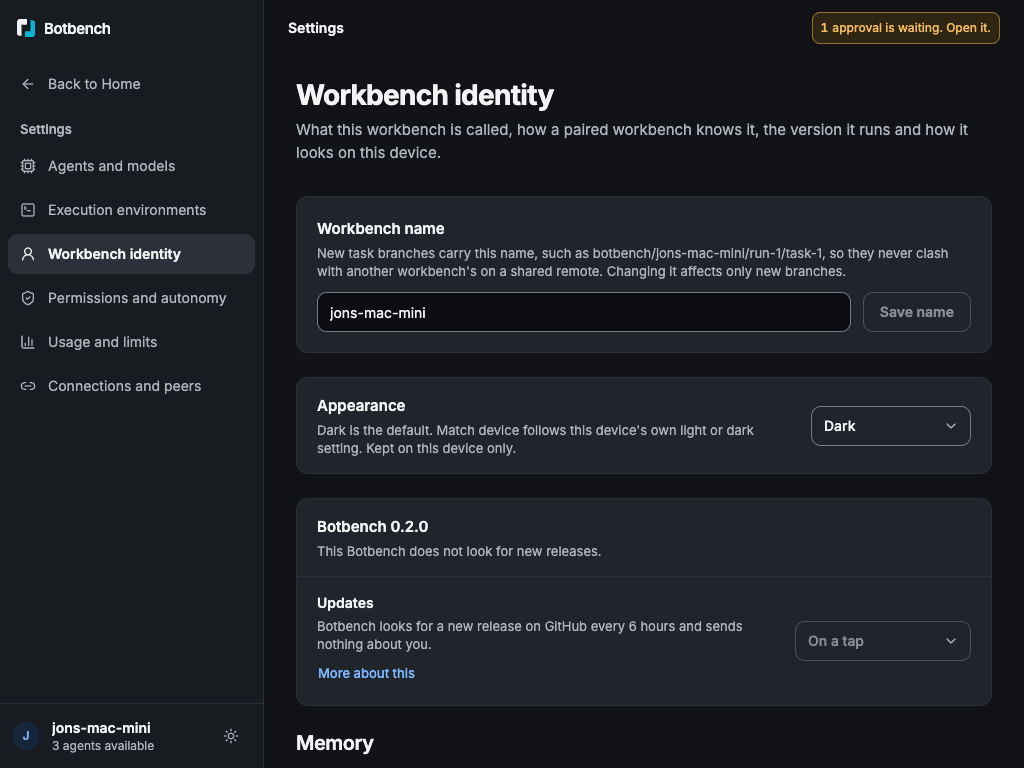 Botbench
Settings
1 approval is waiting. Open it.
Back to Home
Settings
Agents and models
Execution environments
Workbench identity
Permissions and autonomy
Usage and limits
Connections and peers
Workbench identity
What this workbench is called, how a paired workbench knows it, the version it runs and how it
looks on this device.
Workbench name
New task branches carry this name, such as botbench/jons-mac-mini/run-1/task-1, so they never clash
with another workbench's on a shared remote. Changing it affects only new branches.
jons-mac-mini
Save name
Appearance
Dark is the default. Match device follows this device's own light or dark
setting. Kept on this device only.
Dark
Botbench 0.2.0
This Botbench does not look for new releases.
Updates
Botbench looks for a new release on GitHub every 6 hours and sends
nothing about you.
On a tap
More about this
Memory
J
jons-mac-mini
3 agents available